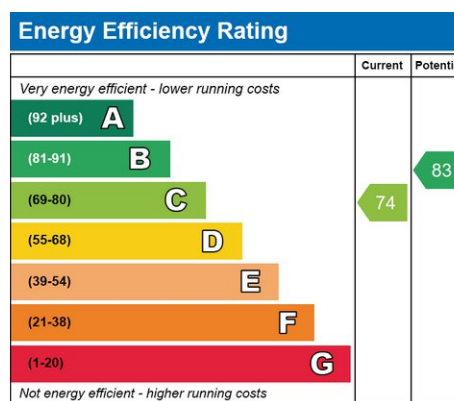 Energy Efficiency Rating
Current Potenti
Very energy efficient - lower running costs
(92 plus) A
(81-91) B
83
(69-80) C
74
(55-68) D
(39-54) E
(21-38) F
(1-20) G
Not energy efficient - higher running costs